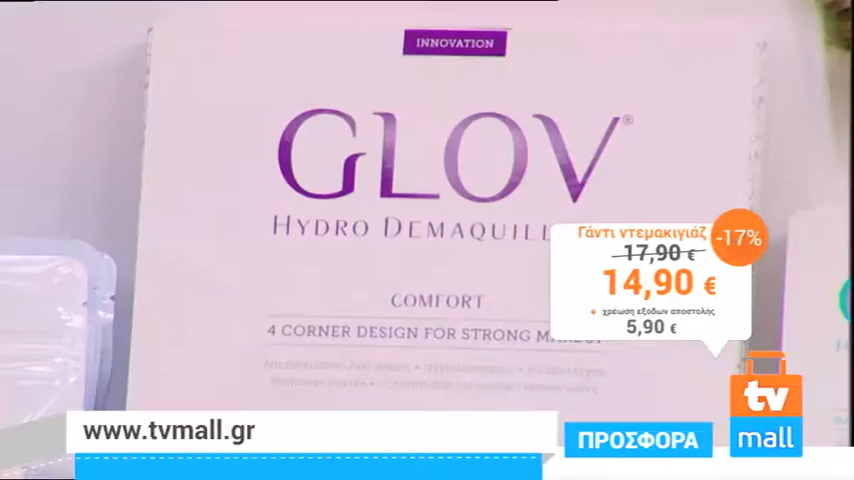 INNOVATION
GLOV®
HYDRO DEMAQUILL
COMFORT
4 CORNER DESIGN FOR STRONG
Γάντι ντεμακιγιάζ
-17%
17,90 €
14,90 €
+ χρέωση εξόδων αποστολής
5,90 €
www.tvmall.gr
ΠΡΟΣΦΟΡΑ
tv
mall